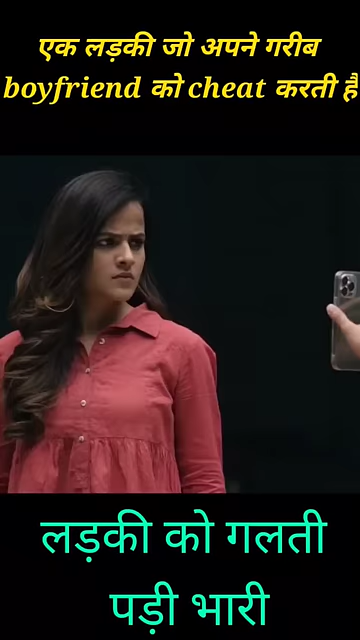 एक लड़की जो अपने गरीब
boyfriend को cheat करती है
लड़की को गलती
पड़ी भारी